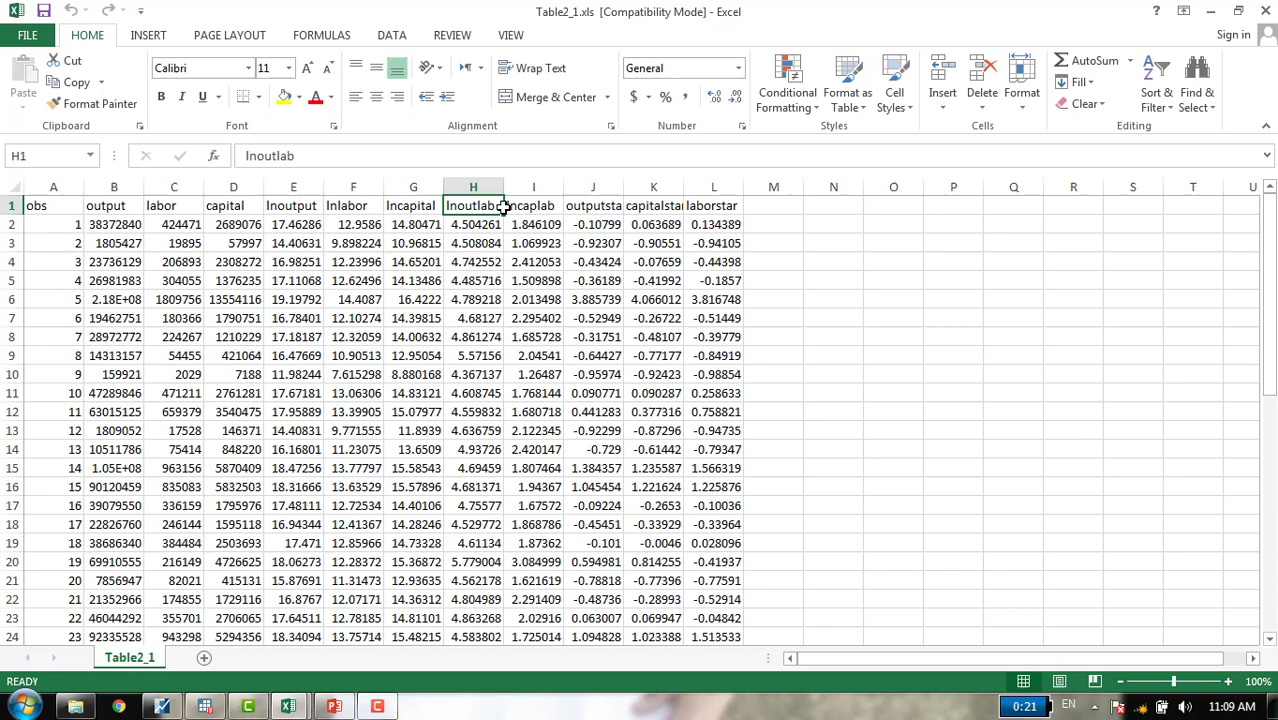 Table2_1.xls [Compatibility Mode] - Excel
FILE HOME INSERT PAGE LAYOUT FORMULAS DATA REVIEW VIEW Sign in
Cut
Copy
Format Painter
Paste
Clipboard
Calibri 11
B I U
Font
Wrap Text
Merge & Center
Alignment
General
$ % ,
Number
Conditional Formatting
Format as Table
Cell Styles
Styles
Insert Delete Format
Cells
AutoSum
Fill
Clear
Sort & Filter
Find & Select
Editing
H1 fx lnoutlab
A B C D E F G H I J K L M N O P Q R S T U
1 obs output labor capital lnoutput lnlabor lncapital lnoutlab ncaplab outputsta capitalstar laborstar
2 1 38372840 424471 2689076 17.46286 12.9586 14.80471 4.504261 1.846109 -0.10799 0.063689 0.134389
3 2 1805427 19895 57997 14.40631 9.898224 10.96815 4.508084 1.069923 -0.92307 -0.90551 -0.94105
4 3 23736129 206893 2308272 16.98251 12.23996 14.65201 4.742552 2.412053 -0.43424 -0.07659 -0.44398
5 4 26981983 304055 1376235 17.11068 12.62496 14.13486 4.485716 1.509898 -0.36189 -0.41992 -0.1857
6 5 2.18E+08 1809756 13554116 19.19792 14.4087 16.4222 4.789218 2.013498 3.885739 4.066012 3.816748
7 6 19462751 180366 1790751 16.78401 12.10274 14.39815 4.68127 2.295402 -0.52949 -0.26722 -0.51449
8 7 28972772 224267 1210229 17.18187 12.32059 14.00632 4.861274 1.685728 -0.31751 -0.48107 -0.39779
9 8 14313157 54455 421064 16.47669 10.90513 12.95054 5.57156 2.04541 -0.64427 -0.77177 -0.84919
10 9 159921 2029 7188 11.98244 7.615298 8.880168 4.367137 1.26487 -0.95974 -0.92423 -0.98854
11 10 47289846 471211 2761281 17.67181 13.06306 14.83121 4.608745 1.768144 0.090771 0.090287 0.258633
12 11 63015125 659379 3540475 17.95889 13.39905 15.07977 4.559832 1.680718 0.441283 0.377316 0.758821
13 12 1809052 17528 146371 14.40831 9.771555 11.8939 4.636759 2.122345 -0.92299 -0.87296 -0.94735
14 13 10511786 75414 848220 16.16801 11.23075 13.6509 4.93726 2.420147 -0.729 -0.61442 -0.79347
15 14 1.05E+08 963156 5870409 18.47256 13.77797 15.58543 4.69459 1.807464 1.384357 1.235587 1.566319
16 15 90120459 835083 5832503 18.31666 13.63529 15.57896 4.681371 1.94367 1.045454 1.221654 1.225876
17 16 39079550 336159 1795976 17.48111 12.72534 14.40106 4.75577 1.67572 -0.09224 -0.2653 -0.10036
18 17 22826760 246144 1595118 16.94344 12.41367 14.28246 4.529772 1.868786 -0.45451 -0.33929 -0.33964
19 18 38686340 384484 2503693 17.471 12.85966 14.73328 4.61134 1.87362 -0.101 -0.0046 0.028096
20 19 69910555 216149 4726625 18.06273 12.28372 15.36872 5.779004 3.084999 0.594981 0.814255 -0.41937
21 20 7856947 82021 415131 15.87691 11.31473 12.93635 4.562178 1.621619 -0.78818 -0.77396 -0.77591
22 21 21352966 174855 1729116 16.8767 12.07171 14.36312 4.804989 2.291409 -0.48736 -0.28993 -0.52914
23 22 46044292 355701 2706065 17.64511 12.78185 14.81101 4.863268 2.02916 0.063007 0.069947 -0.04842
24 23 92335528 943298 5294356 18.34094 13.75714 15.48215 4.583802 1.725014 1.094828 1.023388 1.513533
Table2_1
READY 100%
0:21 EN 11:09 AM